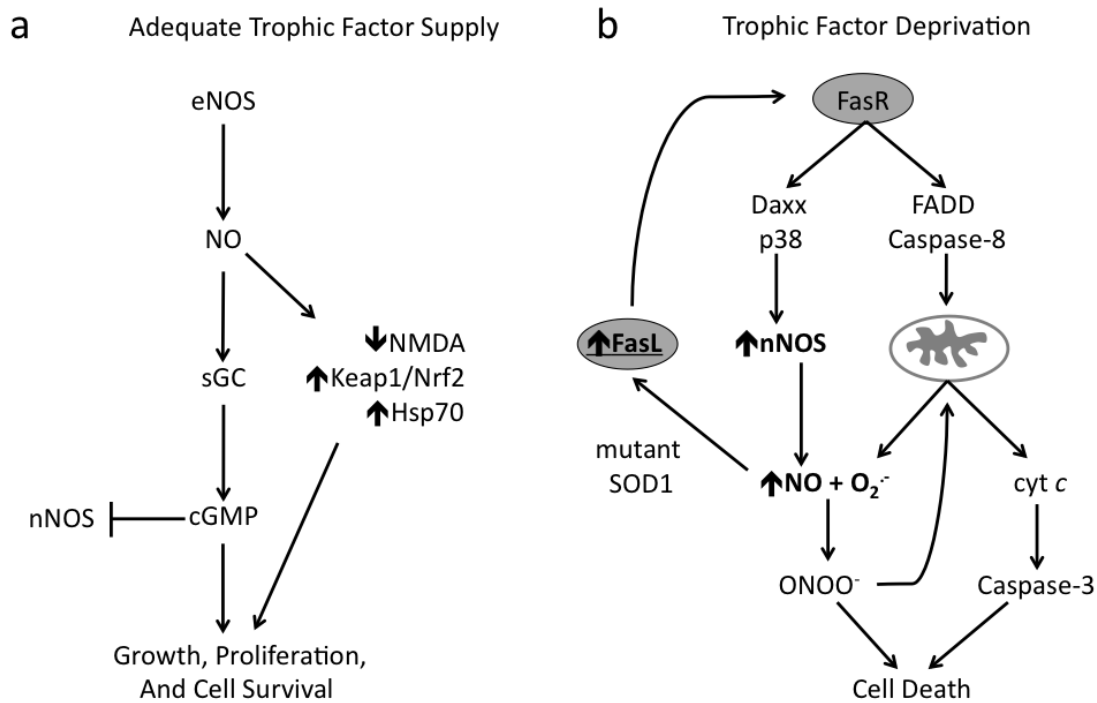 a
Adequate Trophic Factor Supply
eNOS
NO
NMDA
Keap1/Nrf2
Hsp70
sGC
nNOS
cGMP
Growth, Proliferation,
And Cell Survival
b
Trophic Factor Deprivation
FasR
Daxx
p38
FADD
Caspase-8
FasL
nNOS
mutant
SOD1
NO + O₂·-
cyt c
ONOO-
Caspase-3
Cell Death